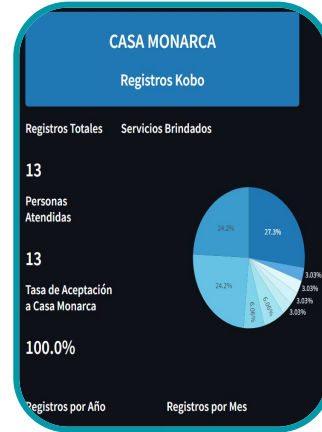 CASA MONARCA
Registros Kobo
Registros Totales
Servicios Brindados
13
Personas
Atendidas
13
Tasa de Aceptación
a Casa Monarca
100.0%
24.2%
27.3%
24.2%
6.06%
6.06%
3.03%
3.03%
3.03%
3.03%
Registros por Año
Registros por Mes